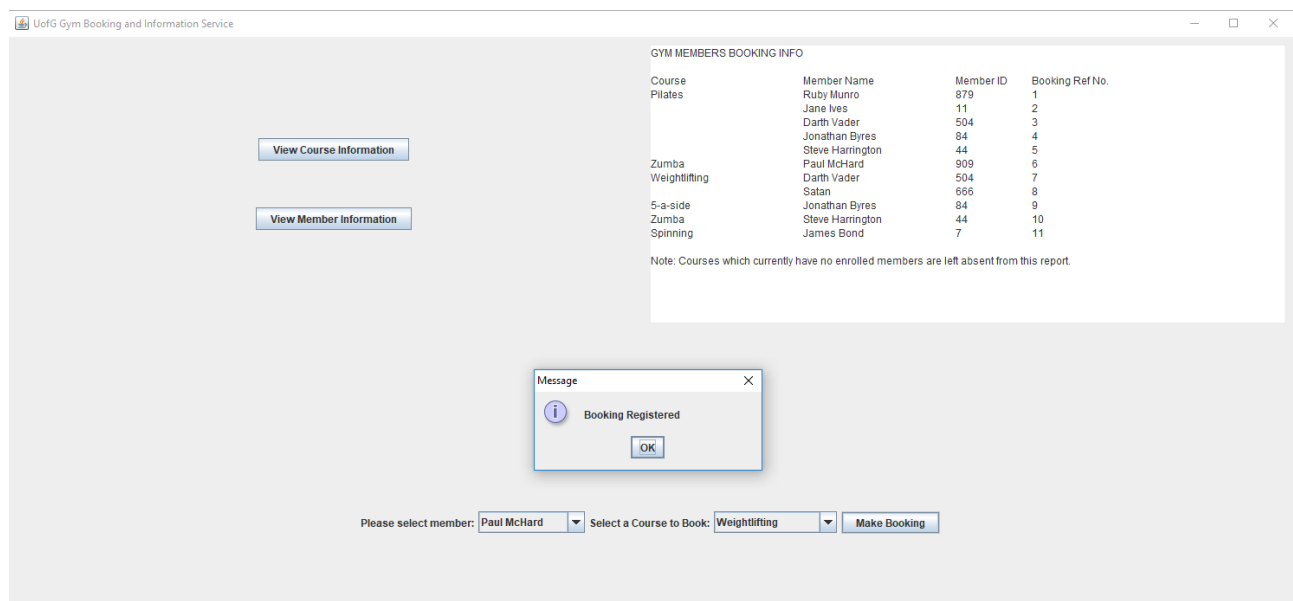 UofG Gym Booking and Information Service
View Course Information
View Member Information
GYM MEMBERS BOOKING INFO
Course Member Name Member ID Booking Ref No.
Pilates Ruby Munro 879 1
Jane Ives 11 2
Darth Vader 504 3
Jonathan Byres 84 4
Steve Harrington 44 5
Zumba Paul McHard 909 6
Weightlifting Darth Vader 504 7
Satan 666 8
5-a-side Jonathan Byres 84 9
Zumba Steve Harrington 44 10
Spinning James Bond 7 11
Note: Courses which currently have no enrolled members are left absent from this report.
Message
Booking Registered
OK
Please select member: Paul McHard Select a Course to Book: Weightlifting Make Booking